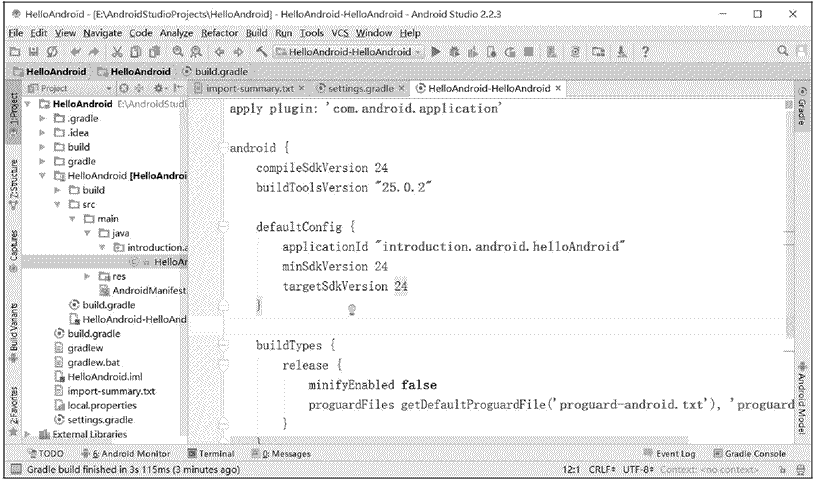 HelloAndroid - [E:\AndroidStudioProjects\HelloAndroid] - HelloAndroid-HelloAndroid - Android Studio 2.2.3
File Edit View Navigate Code Analyze Refactor Build Run Tools VCS Window Help
HelloAndroid-HelloAndroid
HelloAndroid HelloAndroid build.gradle
Project
import-summary.txt × settings.gradle × HelloAndroid-HelloAndroid ×
1: Project
Z: Structure
Captures
Build Variants
2: Favorites
HelloAndroid E:\AndroidStudi
.gradle
.idea
build
gradle
HelloAndroid [HelloAndroi
build
src
main
java
introduction.a
HelloAn
res
AndroidManifest
build.gradle
HelloAndroid-HelloAnd
build.gradle
gradlew
gradlew.bat
HelloAndroid.iml
import-summary.txt
local.properties
settings.gradle
External Libraries
apply plugin: 'com.android.application'
android {
compileSdkVersion 24
buildToolsVersion "25.0.2"
defaultConfig {
applicationId "introduction.android.helloAndroid"
minSdkVersion 24
targetSdkVersion 24
}
buildTypes {
release {
minifyEnabled false
proguardFiles getDefaultProguardFile('proguard-android.txt'), 'proguard
}
Gradle
Android Model
TODO 6: Android Monitor Terminal 0: Messages Event Log Gradle Console
Gradle build finished in 3s 115ms (3 minutes ago) 12:1 CRLF UTF-8 Context: <no context>